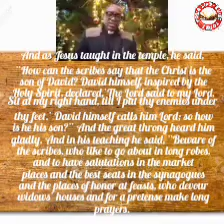 And as Jesus taught in the temple, he said,
"How can the scribes say that the Christ is the
son of David? David himself, inspired by the
Holy Spirit, declared, 'The Lord said to my Lord,
Sit at my right hand, till I put thy enemies under
thy feet.' David himself calls him Lord; so how
is he his son?" And the great throng heard him
gladly. And in his teaching he said, "Beware of
the scribes, who like to go about in long robes,
and to have salutations in the market
places and the best seats in the synagogues
and the places of honor at feasts, who devour
widows' houses and for a pretense make long
prayers.